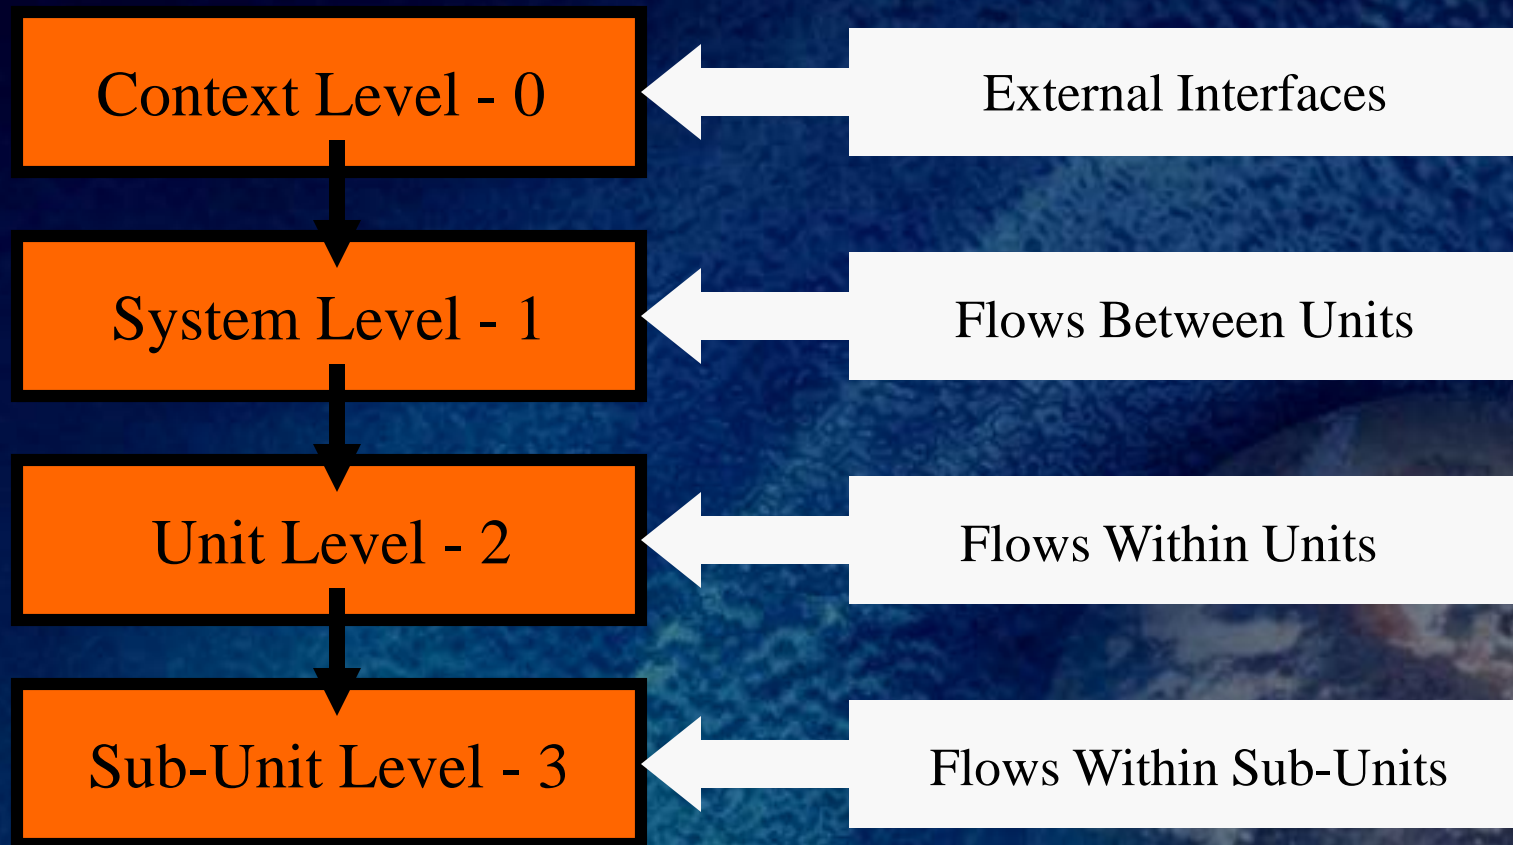 Context Level - 0
External Interfaces
System Level - 1
Flows Between Units
Unit Level - 2
Flows Within Units
Sub-Unit Level - 3
Flows Within Sub-Units